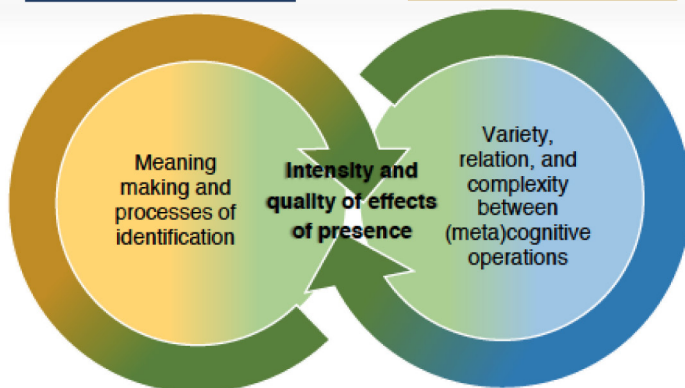 Meaning
making and
processes of
identification
Intensity and
quality of effects
of presence
Variety,
relation, and
complexity
between
(meta)cognitive
operations